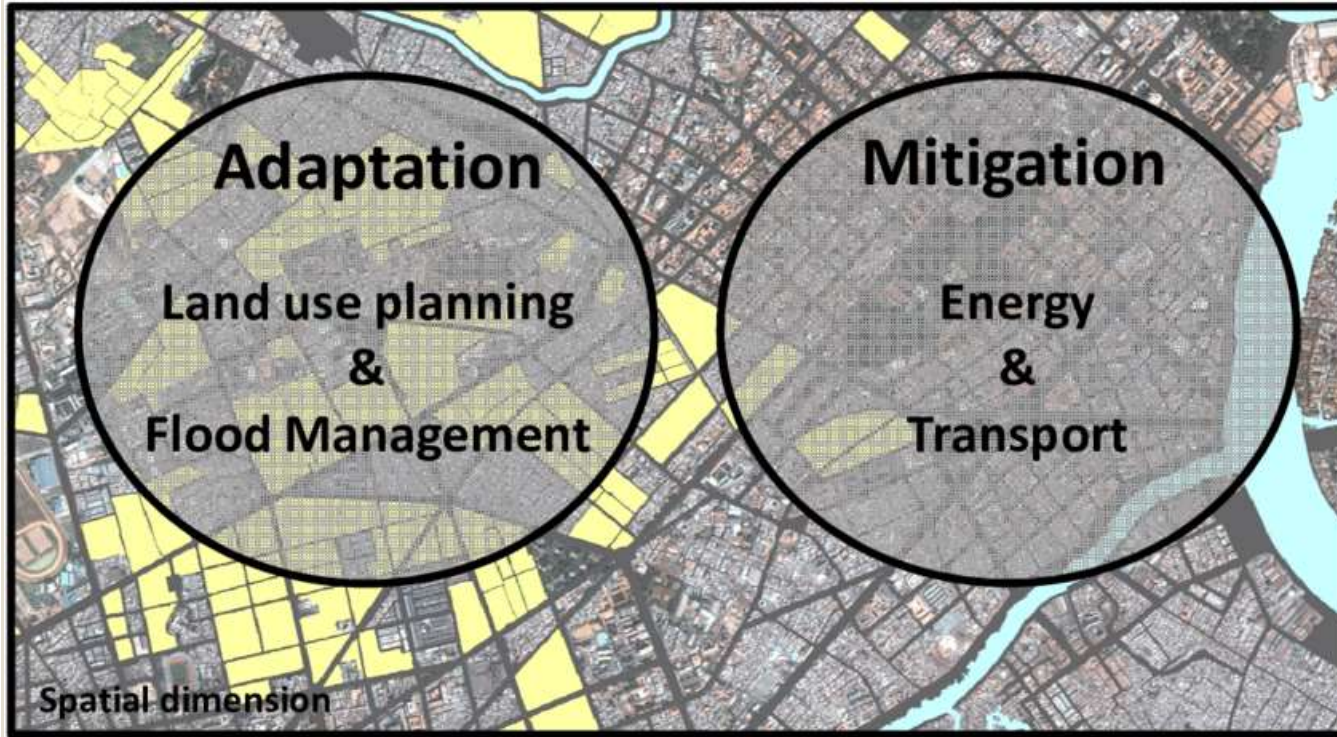 Adaptation
Land use planning
&
Flood Management
Mitigation
Energy
&
Transport
Spatial dimension